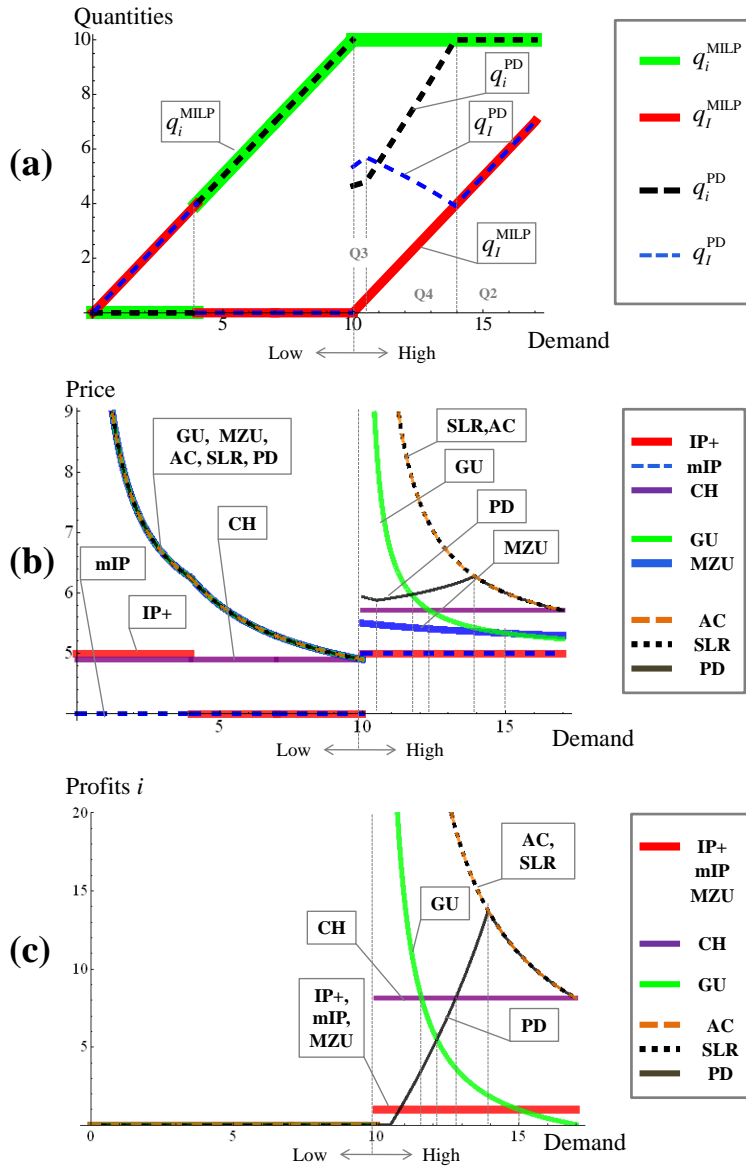 Quantities
10
8
6
4
2
5
10
15
Demand
(a)
q_i^MILP
q_i^PD
q_I^PD
q_I^MILP
Q3
Q4
Q2
Low
High
q_i^MILP
q_I^MILP
q_i^PD
q_I^PD
Price
9
8
7
6
5
5
10
15
Demand
(b)
GU, MZU,
AC, SLR, PD
CH
mIP
IP+
SLR,AC
GU
PD
MZU
Low
High
IP+
mIP
CH
GU
MZU
AC
SLR
PD
Profits i
20
15
10
5
0
5
10
15
Demand
(c)
AC,
SLR
GU
CH
IP+,
mIP,
MZU
PD
Low
High
IP+
mIP
MZU
CH
GU
AC
SLR
PD